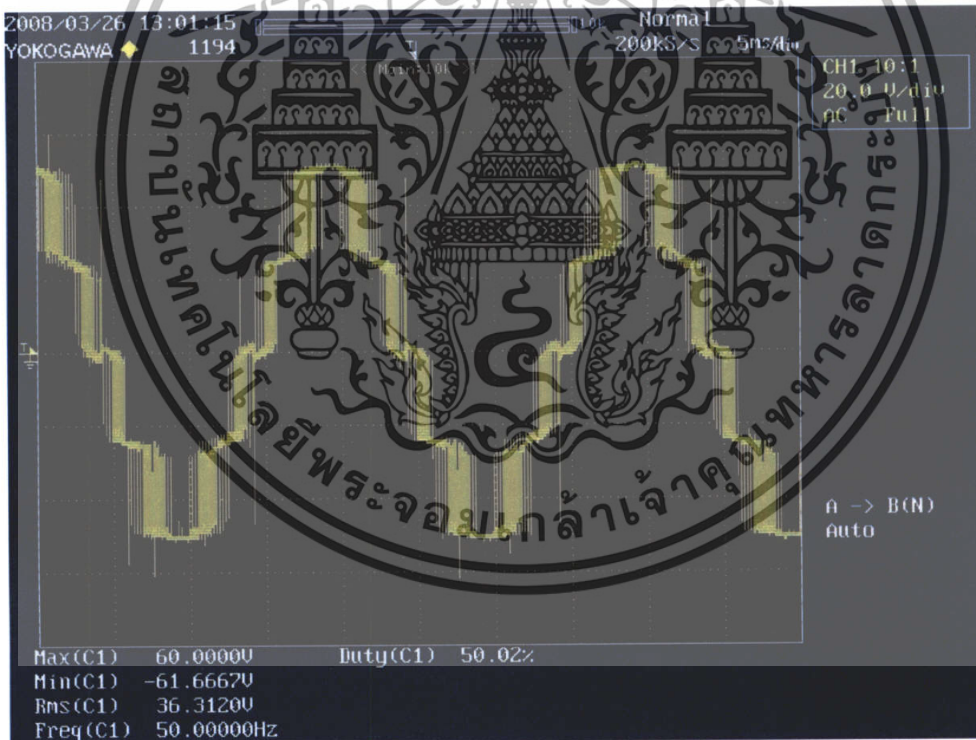 2008/03/26 13:01:15
Normal
YOKOGAWA 1194
200kS/s 5ms/div
<< Main:10k >>
CH1 10:1
20.0 V/div
AC Full
สถาบันเทคโนโลยีพระจอมเกล้าเจ้าคุณทหารลาดกระบัง
A -> B(N)
Auto
Max(C1) 60.0000V Duty(C1) 50.02%
Min(C1) -61.6667V
Rms(C1) 36.3120V
Freq(C1) 50.00000Hz